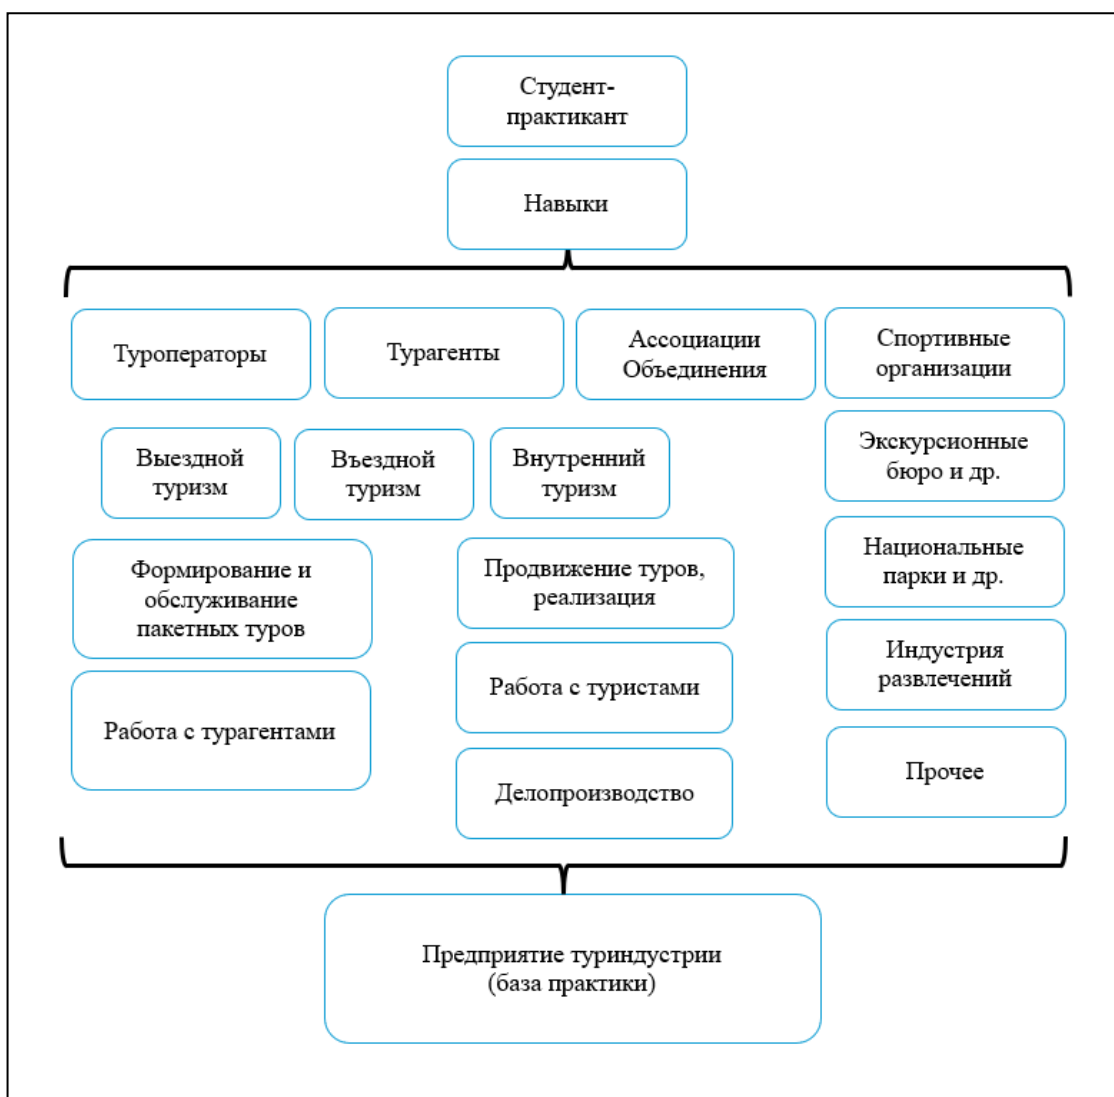 Студент-
практикант
Навыки
Туроператоры
Турагенты
Ассоциации
Объединения
Спортивные
организации
Выездной
туризм
Въездной
туризм
Внутренний
туризм
Экскурсионные
бюро и др.
Формирование и
обслуживание
пакетных туров
Продвижение туров,
реализация
Национальные
парки и др.
Работа с турагентами
Работа с туристами
Индустрия
развлечений
Делопроизводство
Прочее
Предприятие туриндустрии
(база практики)